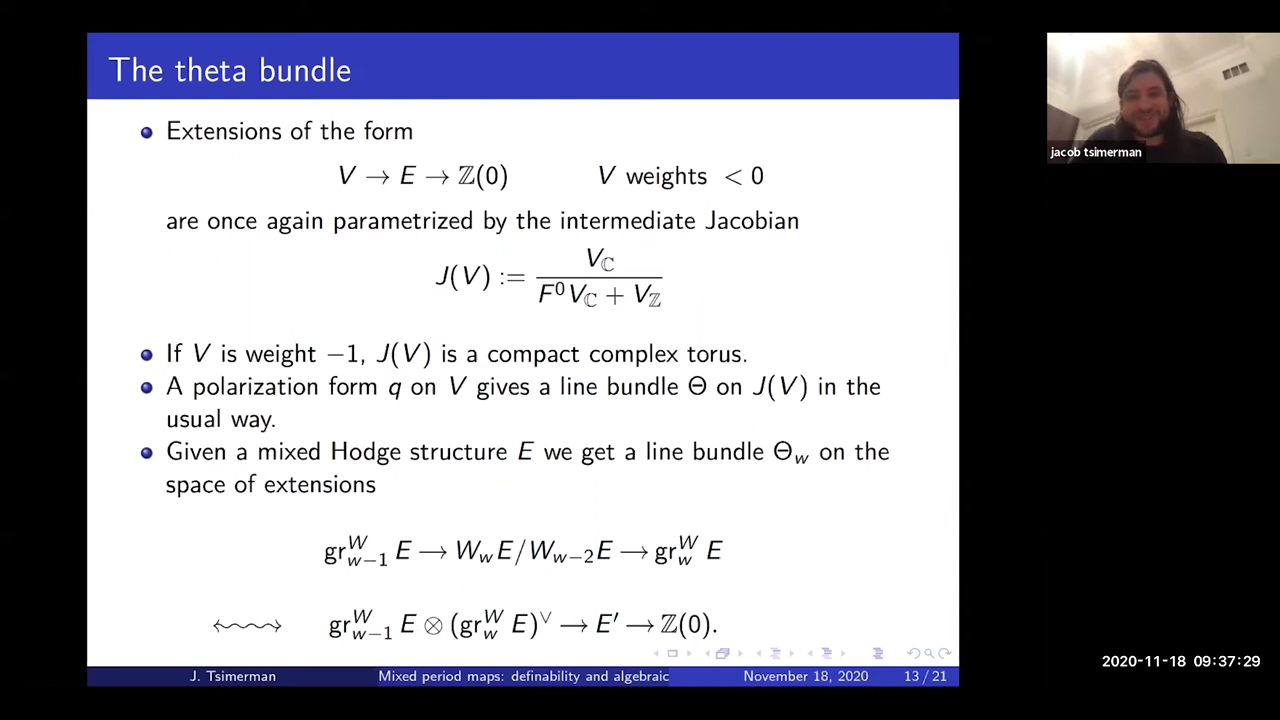 The theta bundle
Extensions of the form
V → E → ℤ(0) V weights < 0
are once again parametrized by the intermediate Jacobian
J(V) := V_ℂ / (F⁰V_ℂ + V_ℤ)
If V is weight −1, J(V) is a compact complex torus.
A polarization form q on V gives a line bundle Θ on J(V) in the
usual way.
Given a mixed Hodge structure E we get a line bundle Θ_w on the
space of extensions
gr^W_{w−1} E → W_w E/W_{w−2} E → gr^W_w E
↭ gr^W_{w−1} E ⊗ (gr^W_w E)^∨ → E′ → ℤ(0).
J. Tsimerman Mixed period maps: definability and algebraic November 18, 2020 13 / 21
jacob tsimerman
2020-11-18 09:37:29